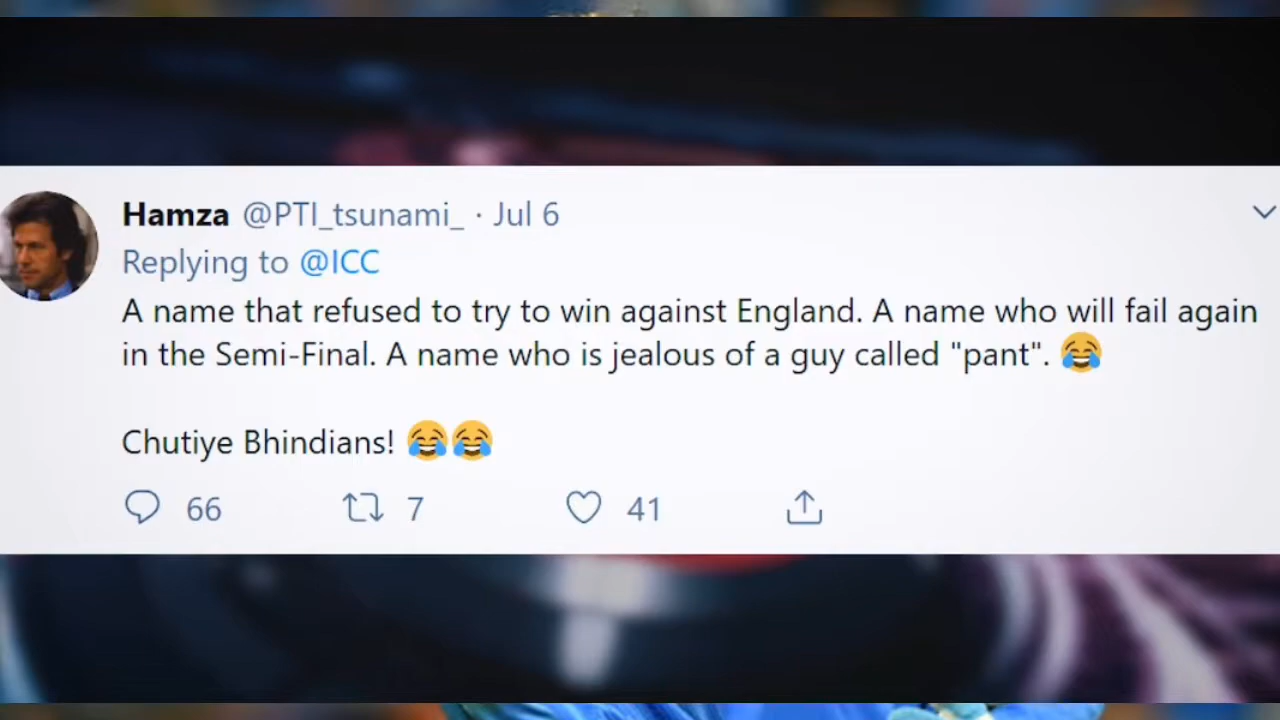 Hamza @PTI_tsunami_ · Jul 6
Replying to @ICC
A name that refused to try to win against England. A name who will fail again
in the Semi-Final. A name who is jealous of a guy called "pant". 😂
Chutiye Bhindians! 😂😂
66 7 41